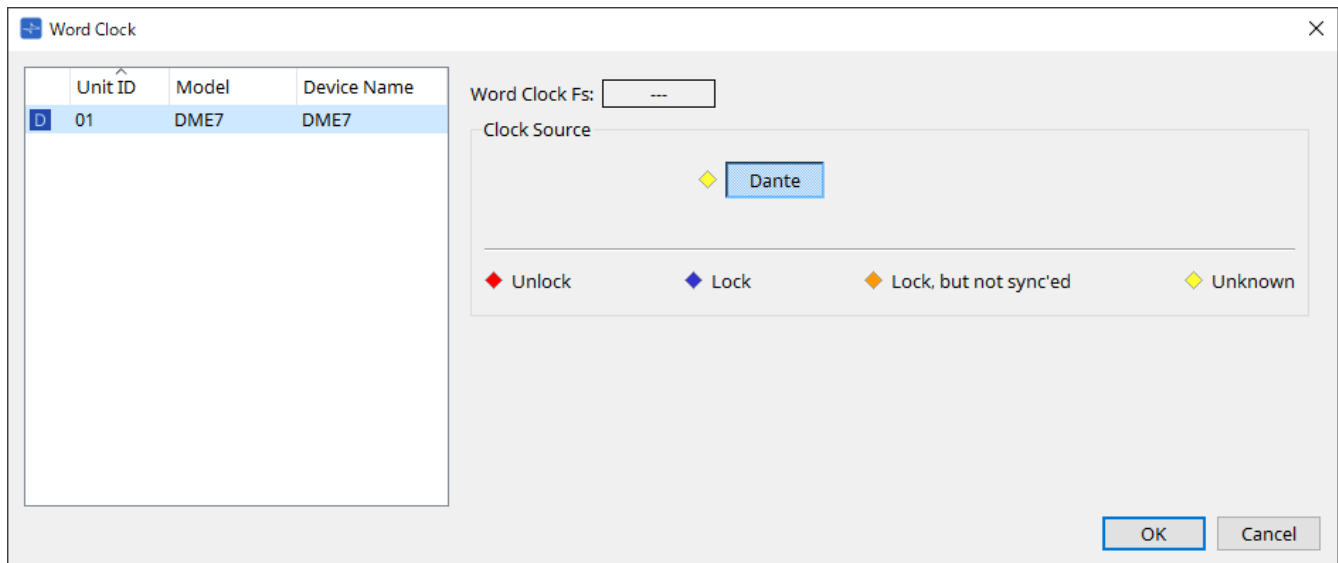 Word Clock
Unit ID Model Device Name
D 01 DME7 DME7
Word Clock Fs: ---
Clock Source
Dante
Unlock Lock Lock, but not sync'ed Unknown
OK Cancel